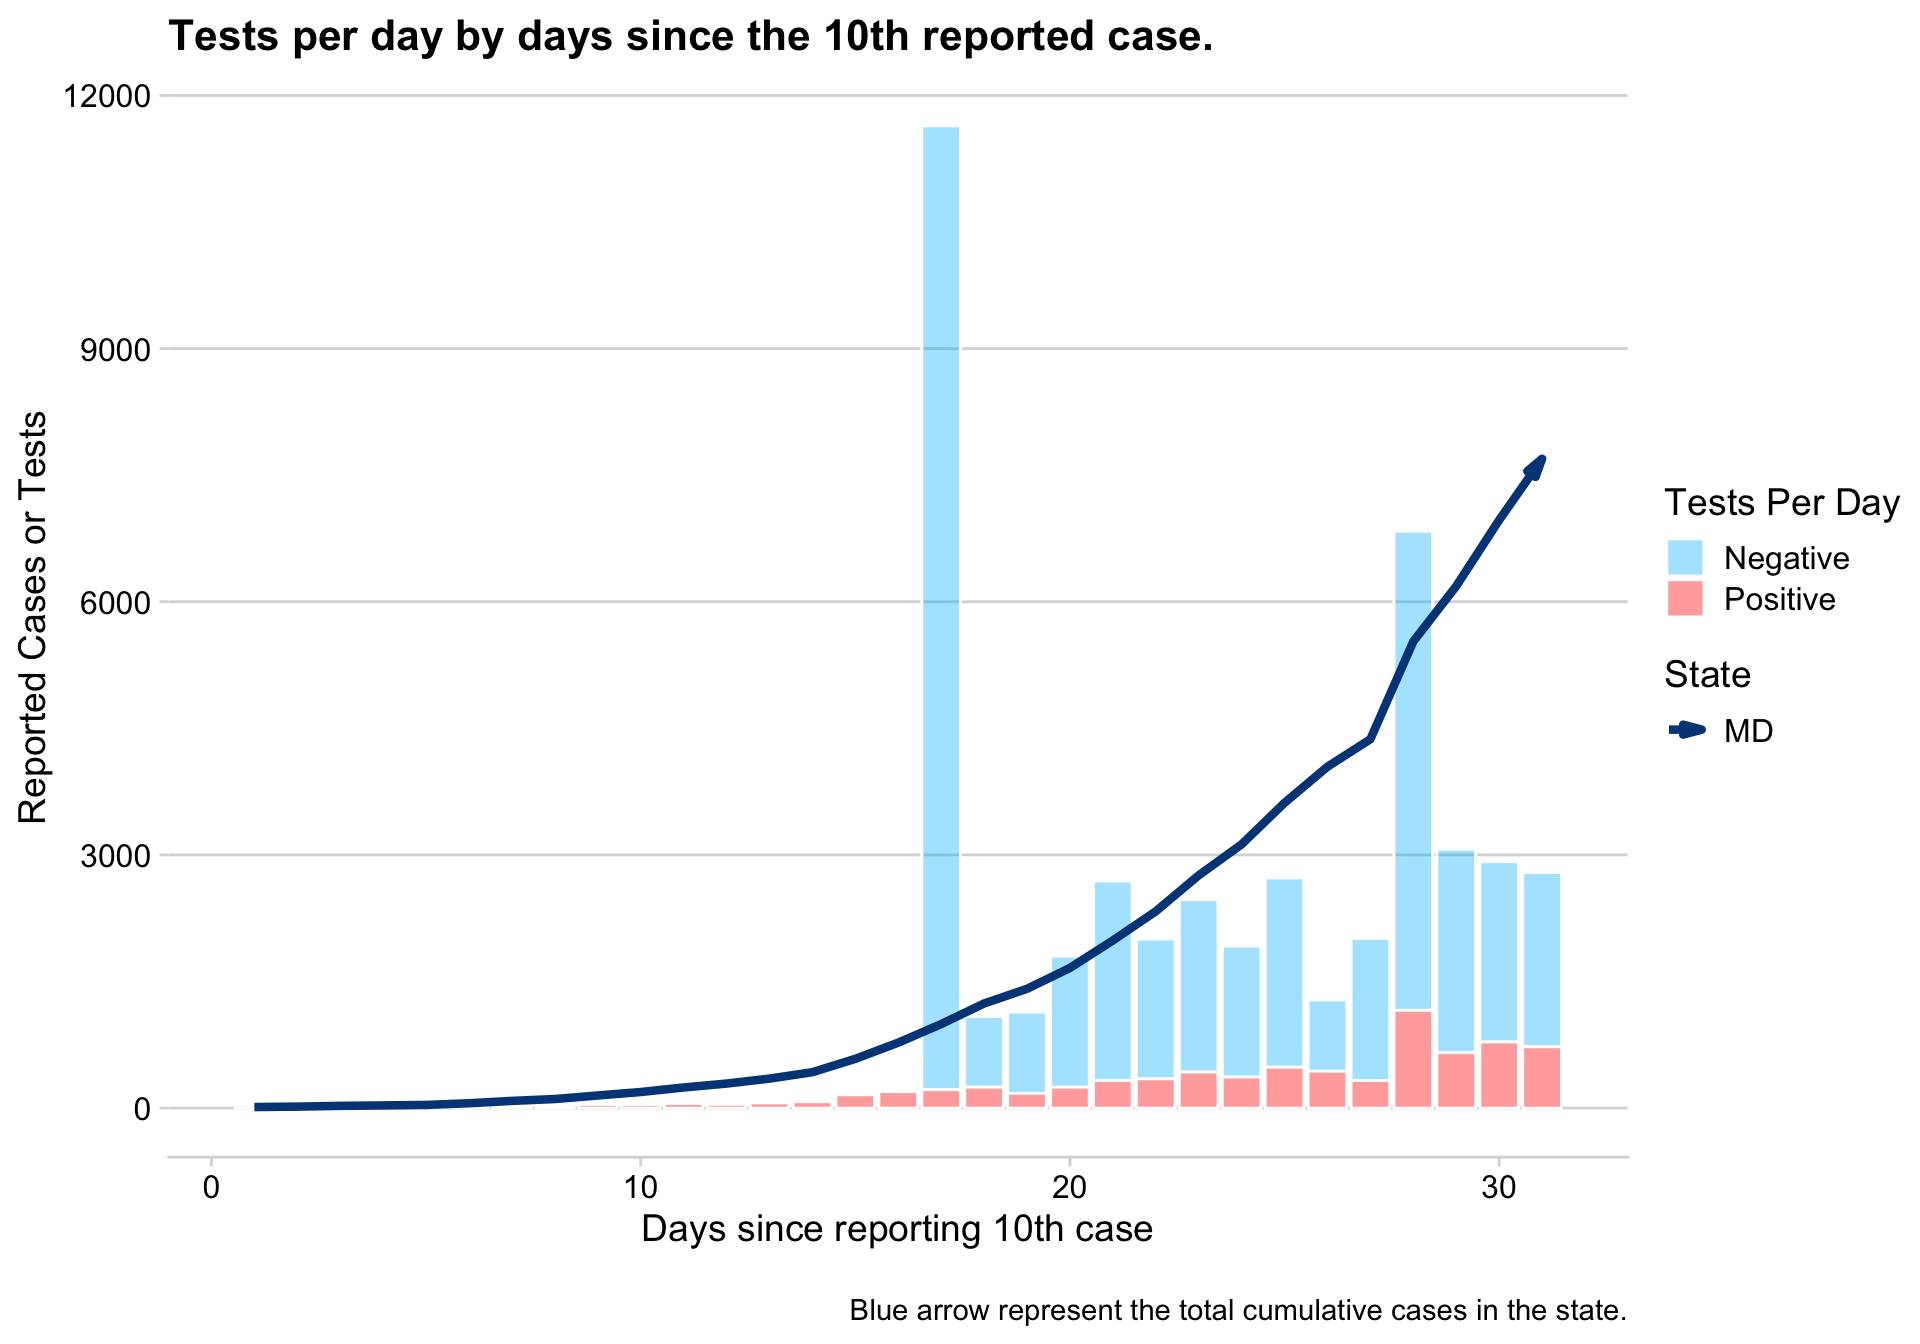 Tests per day by days since the 10th reported case.
12000
9000
6000
3000
0
Reported Cases or Tests
0 10 20 30
Days since reporting 10th case
Tests Per Day
Negative
Positive
State
MD
Blue arrow represent the total cumulative cases in the state.